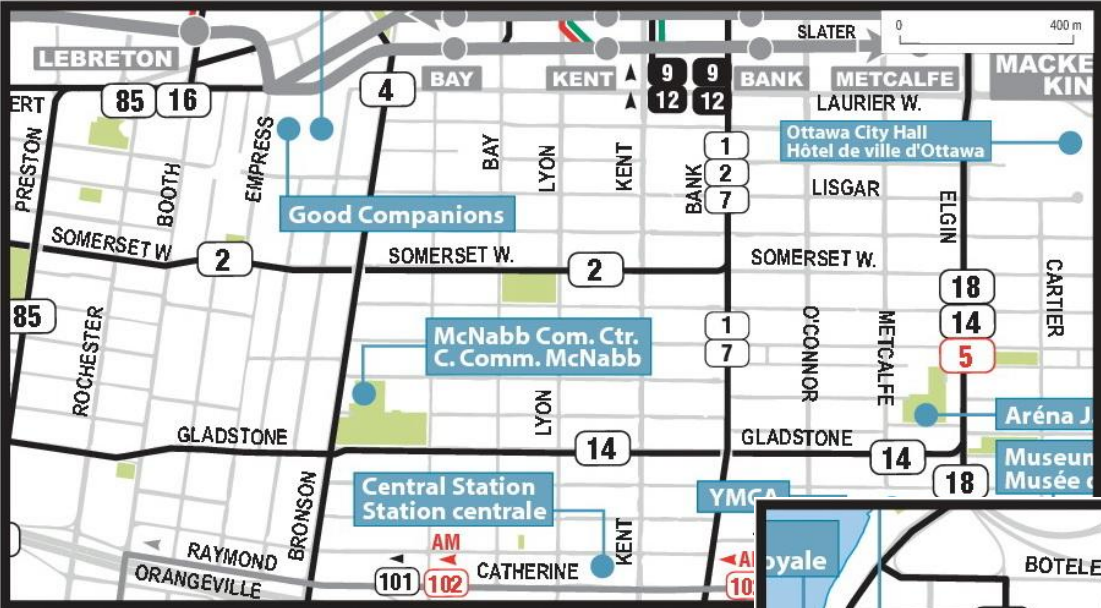 0 400 m
SLATER
LEBRETON
BAY
KENT
9 9
12 12
BANK
METCALFE
MACKE
KIN
ERT
85 16
4
LAURIER W.
Ottawa City Hall
Hôtel de ville d'Ottawa
PRESTON
BOOTH
EMPRESS
BAY
LYON
KENT
BANK
1
2
7
LISGAR
ELGIN
Good Companions
SOMERSET W
2
SOMERSET W.
2
SOMERSET W.
CARTIER
85
ROCHESTER
McNabb Com. Ctr.
C. Comm. McNabb
1
7
O'CONNOR
METCALFE
18
14
5
LYON
Aréna J
GLADSTONE
14
GLADSTONE
14
Museum
Musée d
18
BRONSON
Central Station
Station centrale
YMCA
KENT
RAYMOND
ORANGEVILLE
AM
101
102
CATHERINE
AM
10
oyale
BOTELE